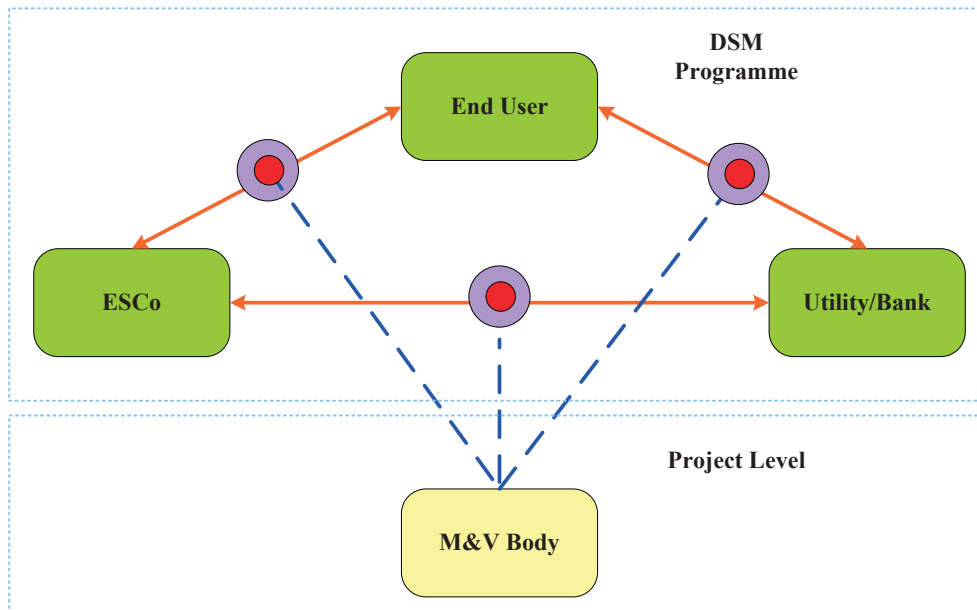 DSM
Programme
End User
ESCo
Utility/Bank
Project Level
M&V Body